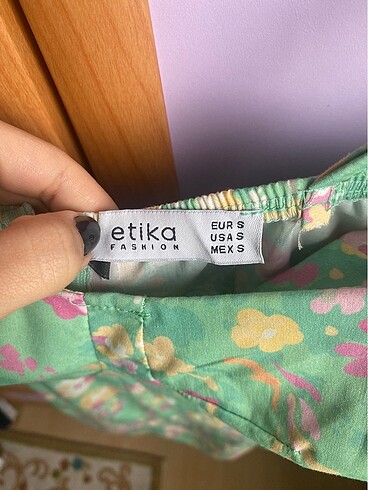 etika
FASHION
EUR S
USA S
MEX S